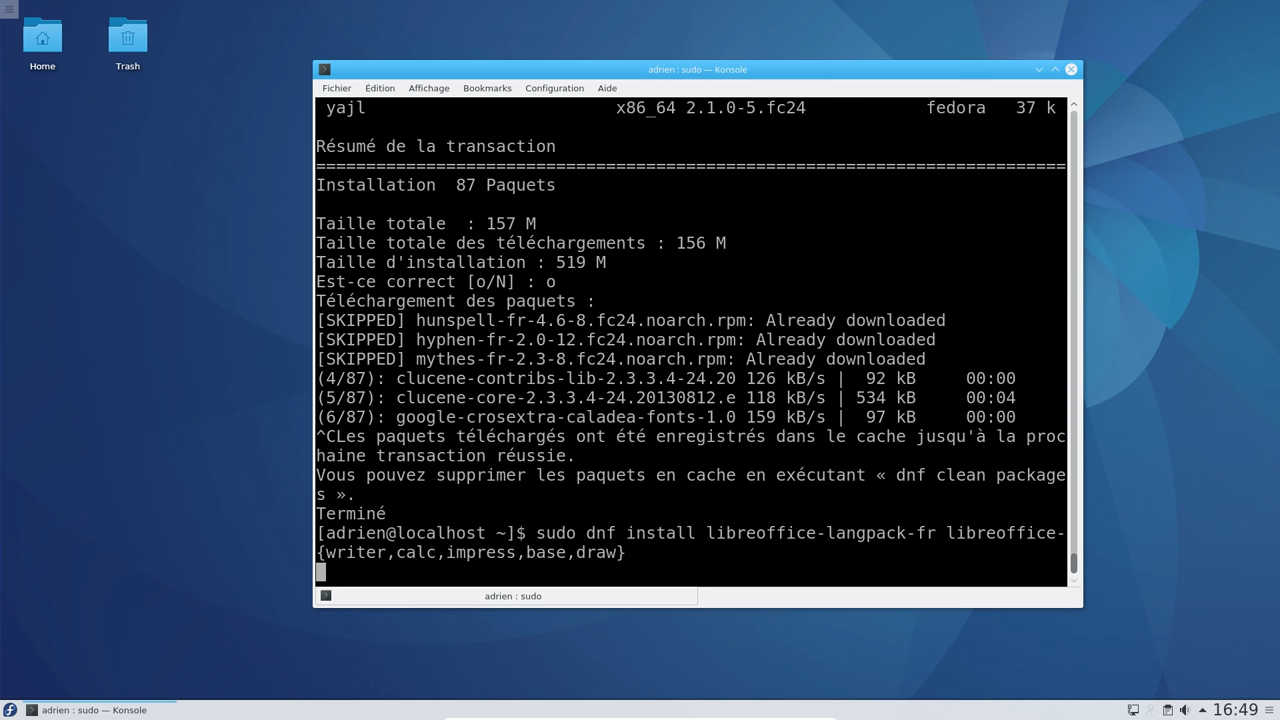 Home
Trash
adrien : sudo — Konsole
Fichier Édition Affichage Bookmarks Configuration Aide
yajl x86_64 2.1.0-5.fc24 fedora 37 k
Résumé de la transaction
================================================================================
Installation 87 Paquets
Taille totale : 157 M
Taille totale des téléchargements : 156 M
Taille d'installation : 519 M
Est-ce correct [o/N] : o
Téléchargement des paquets :
[SKIPPED] hunspell-fr-4.6-8.fc24.noarch.rpm: Already downloaded
[SKIPPED] hyphen-fr-2.0-12.fc24.noarch.rpm: Already downloaded
[SKIPPED] mythes-fr-2.3-8.fc24.noarch.rpm: Already downloaded
(4/87): clucene-contribs-lib-2.3.3.4-24.20 126 kB/s | 92 kB 00:00
(5/87): clucene-core-2.3.3.4-24.20130812.e 118 kB/s | 534 kB 00:04
(6/87): google-crosextra-caladea-fonts-1.0 159 kB/s | 97 kB 00:00
^CLes paquets téléchargés ont été enregistrés dans le cache jusqu'à la proc
haine transaction réussie.
Vous pouvez supprimer les paquets en cache en exécutant « dnf clean package
s ».
Terminé
[adrien@localhost ~]$ sudo dnf install libreoffice-langpack-fr libreoffice-
{writer,calc,impress,base,draw}
adrien : sudo
adrien : sudo — Konsole
16:49